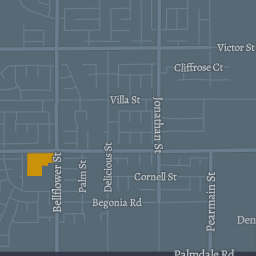 Victor St
Cliffrose Ct
Villa St
Jonathan St
Bellflower St
Palm St
Delicious St
Cornell St
Pearmain St
Begonia Rd
Den
Palmdale Rd